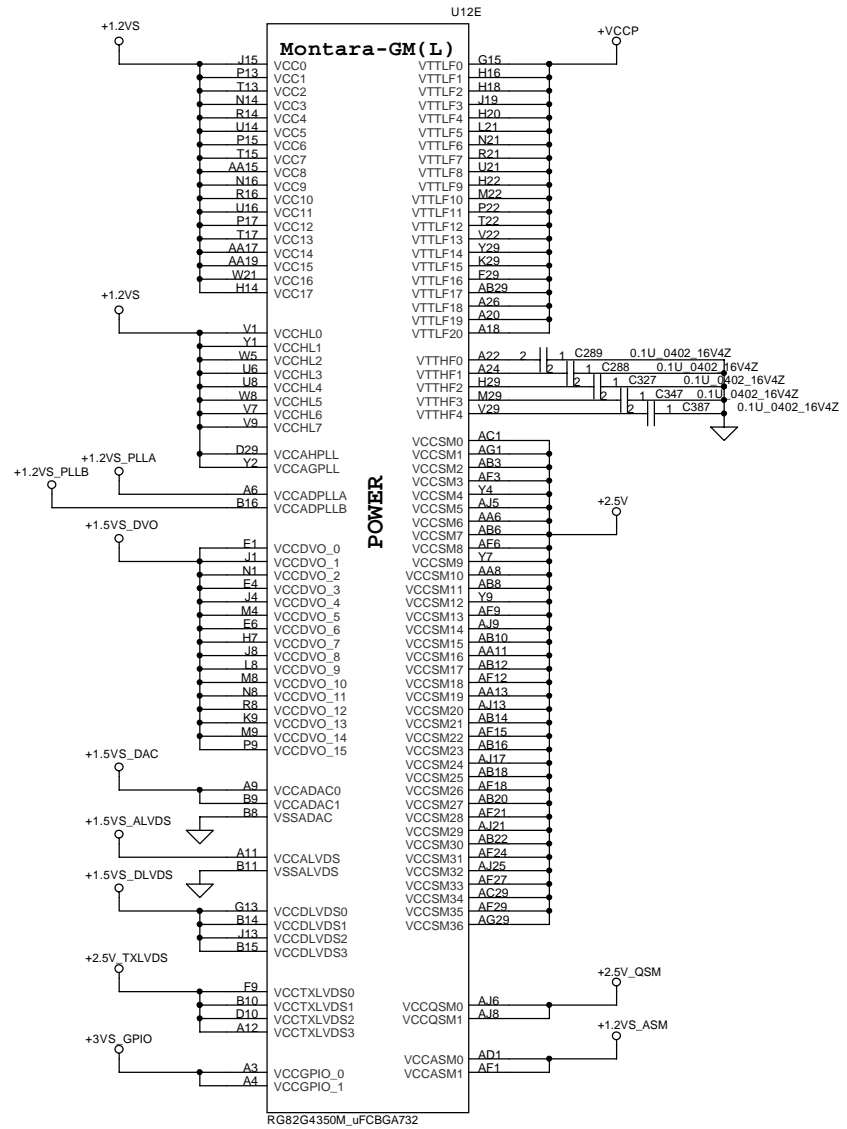 U12E
+1.2VS
+VCCP
Montara-GM(L)
POWER
J15 VCC0
P13 VCC1
T13 VCC2
N14 VCC3
R14 VCC4
U14 VCC5
P15 VCC6
T15 VCC7
AA15 VCC8
N16 VCC9
R16 VCC10
U16 VCC11
P17 VCC12
T17 VCC13
AA17 VCC14
AA19 VCC15
W21 VCC16
H14 VCC17
+1.2VS
V1 VCCHL0
Y1 VCCHL1
W5 VCCHL2
U6 VCCHL3
U8 VCCHL4
W8 VCCHL5
V7 VCCHL6
V9 VCCHL7
D29 VCCAHPLL
Y2 VCCAGPLL
+1.2VS_PLLA
+1.2VS_PLLB
A6 VCCADPLLA
B16 VCCADPLLB
+1.5VS_DVO
E1 VCCDVO_0
J1 VCCDVO_1
N1 VCCDVO_2
E4 VCCDVO_3
J4 VCCDVO_4
M4 VCCDVO_5
E6 VCCDVO_6
H7 VCCDVO_7
J8 VCCDVO_8
L8 VCCDVO_9
M8 VCCDVO_10
N8 VCCDVO_11
R8 VCCDVO_12
K9 VCCDVO_13
M9 VCCDVO_14
P9 VCCDVO_15
+1.5VS_DAC
A9 VCCADAC0
B9 VCCADAC1
B8 VSSADAC
+1.5VS_ALVDS
A11 VCCALVDS
B11 VSSALVDS
+1.5VS_DLVDS
G13 VCCDLVDS0
B14 VCCDLVDS1
J13 VCCDLVDS2
B15 VCCDLVDS3
+2.5V_TXLVDS
F9 VCCTXLVDS0
B10 VCCTXLVDS1
D10 VCCTXLVDS2
A12 VCCTXLVDS3
+3VS_GPIO
A3 VCCGPIO_0
A4 VCCGPIO_1
VTTLF0 G15
VTTLF1 H16
VTTLF2 H18
VTTLF3 J19
VTTLF4 H20
VTTLF5 L21
VTTLF6 N21
VTTLF7 R21
VTTLF8 U21
VTTLF9 H22
VTTLF10 M22
VTTLF11 P22
VTTLF12 T22
VTTLF13 V22
VTTLF14 Y29
VTTLF15 K29
VTTLF16 F29
VTTLF17 AB29
VTTLF18 A26
VTTLF19 A20
VTTLF20 A18
VTTHF0 A22 2 1 C289 0.1U_0402_16V4Z
VTTHF1 A24 2 1 C288 0.1U_0402_16V4Z
VTTHF2 H29 2 1 C327 0.1U_0402_16V4Z
VTTHF3 M29 2 1 C347 0.1U_0402_16V4Z
VTTHF4 V29 2 1 C387 0.1U_0402_16V4Z
VCCSM0 AC1
VCCSM1 AG1
VCCSM2 AB3
VCCSM3 AF3
VCCSM4 Y4
VCCSM5 AJ5
VCCSM6 AA6
VCCSM7 AB6
+2.5V
VCCSM8 AF6
VCCSM9 Y7
VCCSM10 AA8
VCCSM11 AB8
VCCSM12 Y9
VCCSM13 AF9
VCCSM14 AJ9
VCCSM15 AB10
VCCSM16 AA11
VCCSM17 AB12
VCCSM18 AF12
VCCSM19 AA13
VCCSM20 AJ13
VCCSM21 AB14
VCCSM22 AF15
VCCSM23 AB16
VCCSM24 AJ17
VCCSM25 AB18
VCCSM26 AF18
VCCSM27 AB20
VCCSM28 AF21
VCCSM29 AJ21
VCCSM30 AB22
VCCSM31 AF24
VCCSM32 AJ25
VCCSM33 AF27
VCCSM34 AC29
VCCSM35 AF29
VCCSM36 AG29
+2.5V_QSM
VCCQSM0 AJ6
VCCQSM1 AJ8
+1.2VS_ASM
VCCASM0 AD1
VCCASM1 AF1
RG82G4350M_uFCBGA732